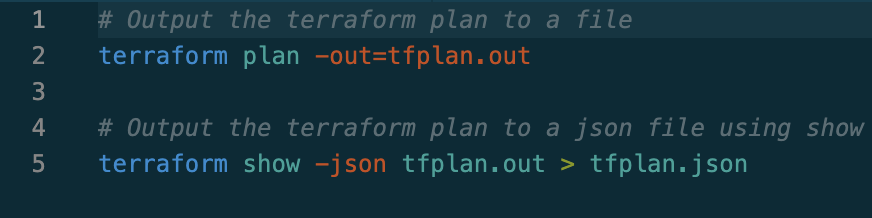 1 # Output the terraform plan to a file
2 terraform plan -out=tfplan.out
3
4 # Output the terraform plan to a json file using show
5 terraform show -json tfplan.out > tfplan.json